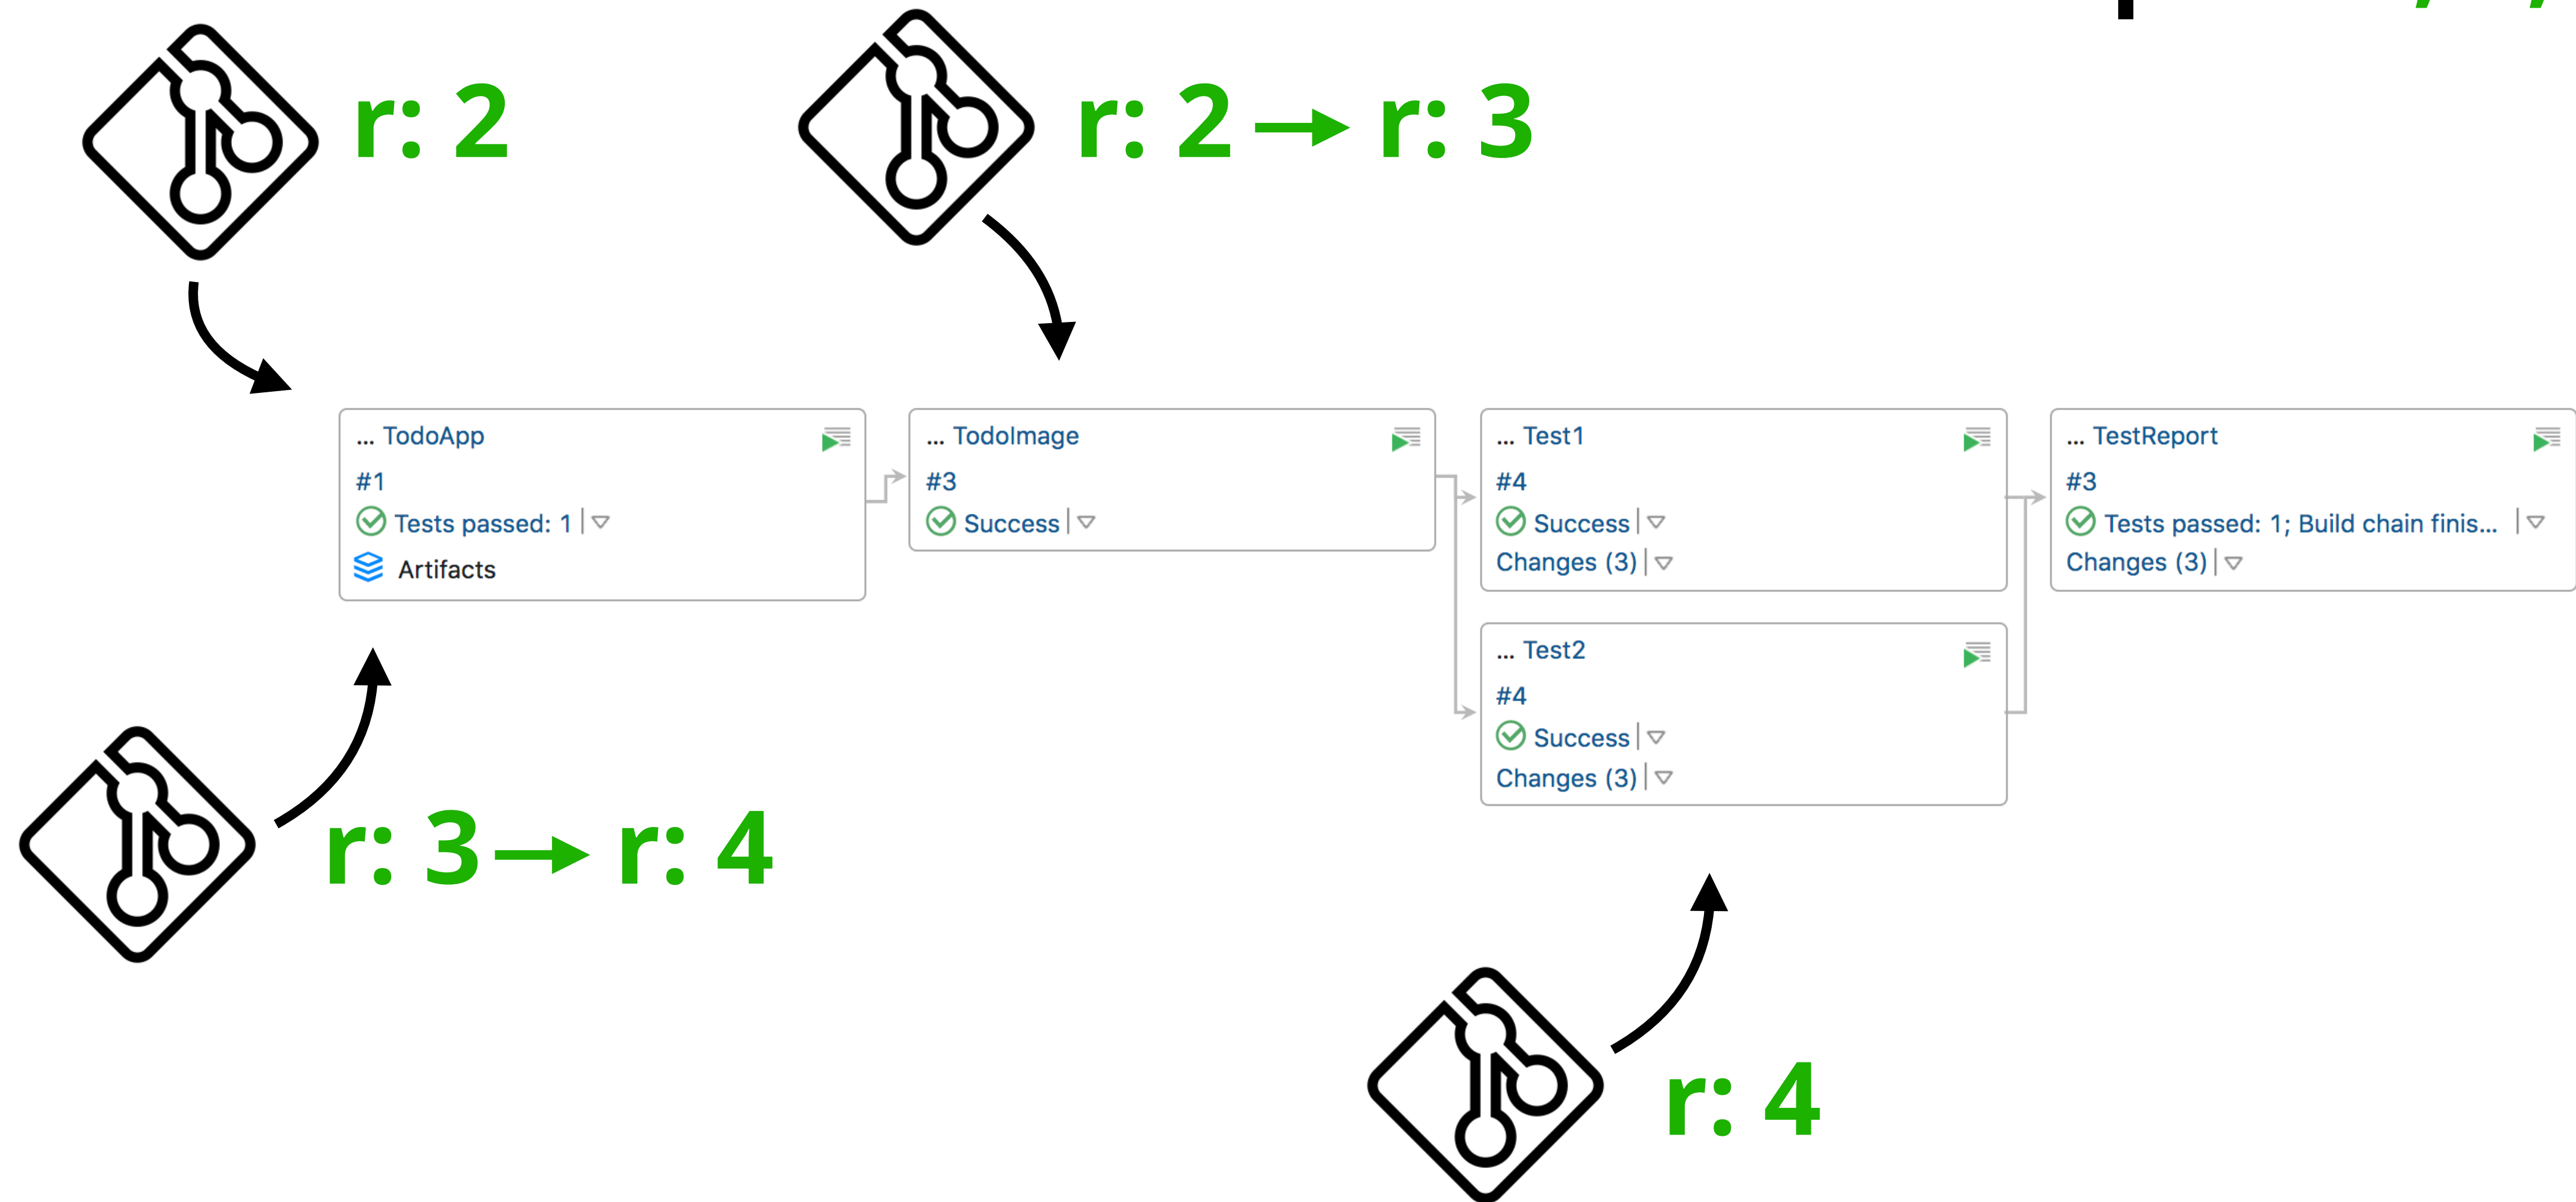 r: 2
r: 2 → r: 3
... TodoApp
#1
Tests passed: 1
Artifacts
... TodoImage
#3
Success
... Test1
#4
Success
Changes (3)
... TestReport
#3
Tests passed: 1; Build chain finis...
Changes (3)
... Test2
#4
Success
Changes (3)
r: 3 → r: 4
r: 4